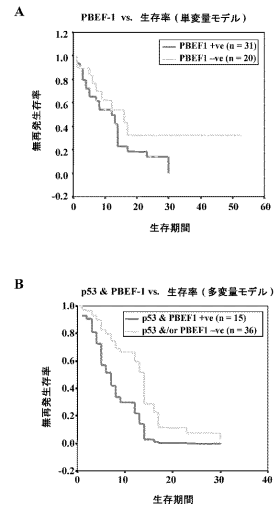 A
PBEF-1 vs. 生存率 (単変量モデル)
PBEF1 +ve (n = 31)
PBEF1 –ve (n = 20)
無再発生存率
1.2
1.0
0.8
0.6
0.4
0.2
0.0
-0.2
0 10 20 30 40 50 60
生存期間
B
p53 & PBEF-1 vs. 生存率 (多変量モデル)
p53 & PBEF1 +ve (n = 15)
p53 &/or PBEF1 –ve (n = 36)
無再発生存率
1.0
0.8
0.6
0.4
0.2
0.0
-0.2
0 10 20 30 40
生存期間